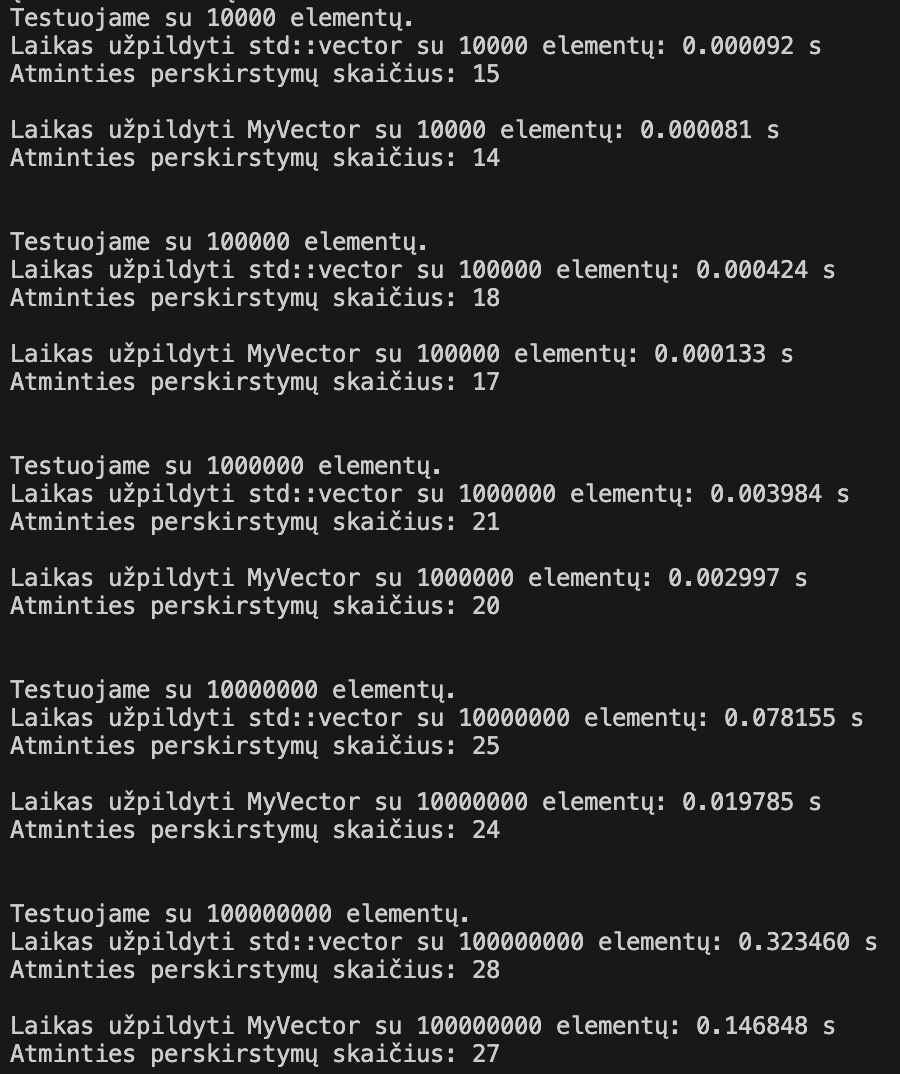 Testuojame su 10000 elementų.
Laikas užpildyti std::vector su 10000 elementų: 0.000092 s
Atminties perskirstymų skaičius: 15
Laikas užpildyti MyVector su 10000 elementų: 0.000081 s
Atminties perskirstymų skaičius: 14
Testuojame su 100000 elementų.
Laikas užpildyti std::vector su 100000 elementų: 0.000424 s
Atminties perskirstymų skaičius: 18
Laikas užpildyti MyVector su 100000 elementų: 0.000133 s
Atminties perskirstymų skaičius: 17
Testuojame su 1000000 elementų.
Laikas užpildyti std::vector su 1000000 elementų: 0.003984 s
Atminties perskirstymų skaičius: 21
Laikas užpildyti MyVector su 1000000 elementų: 0.002997 s
Atminties perskirstymų skaičius: 20
Testuojame su 10000000 elementų.
Laikas užpildyti std::vector su 10000000 elementų: 0.078155 s
Atminties perskirstymų skaičius: 25
Laikas užpildyti MyVector su 10000000 elementų: 0.019785 s
Atminties perskirstymų skaičius: 24
Testuojame su 100000000 elementų.
Laikas užpildyti std::vector su 100000000 elementų: 0.323460 s
Atminties perskirstymų skaičius: 28
Laikas užpildyti MyVector su 100000000 elementų: 0.146848 s
Atminties perskirstymų skaičius: 27